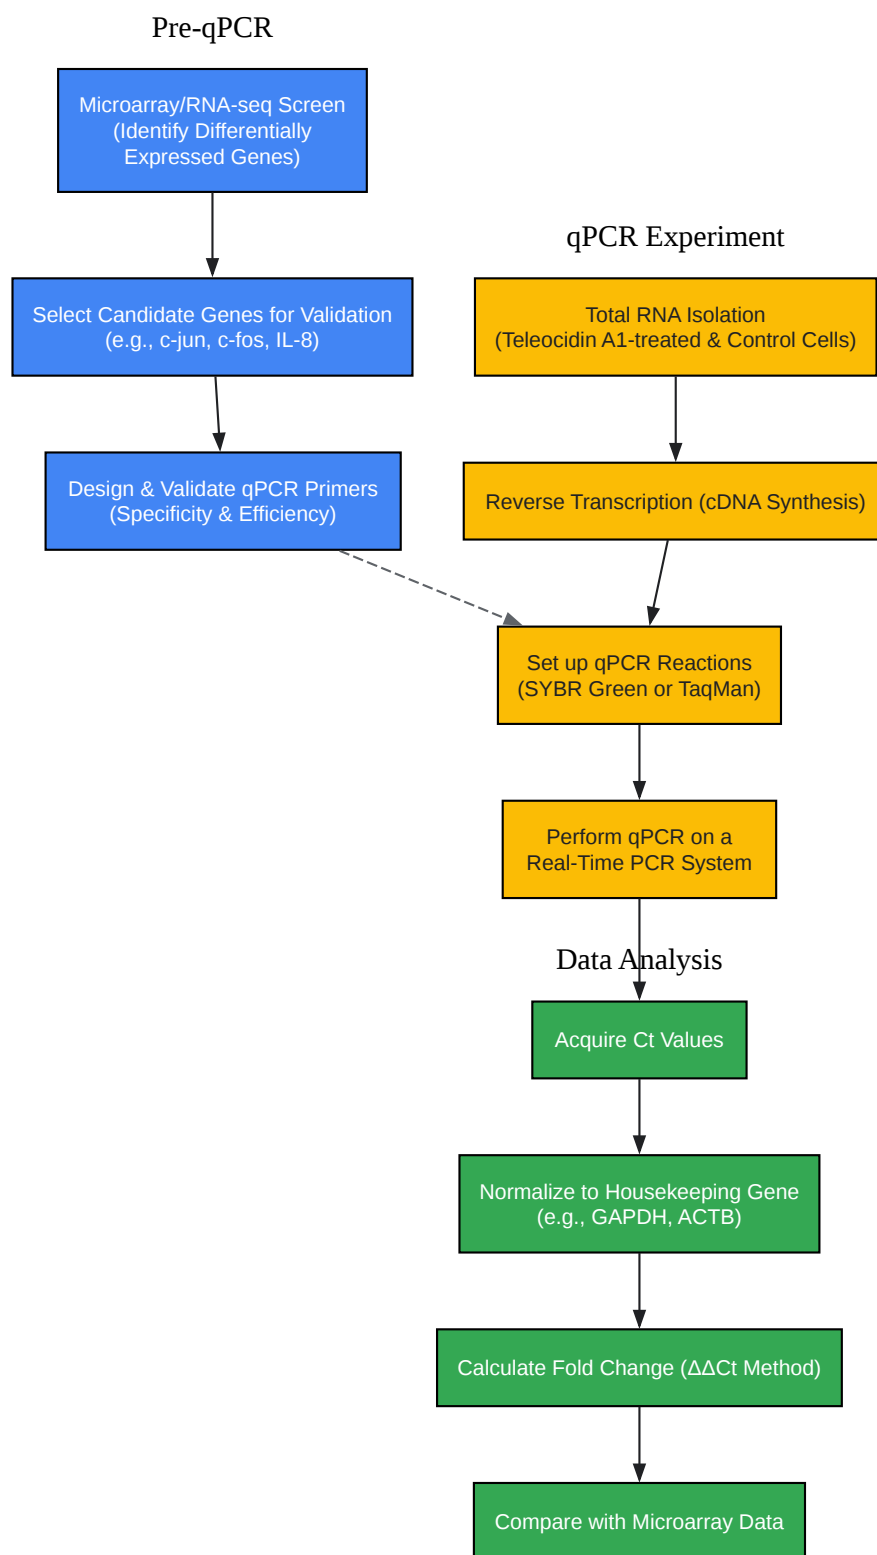 Pre-qPCR
Microarray/RNA-seq Screen
(Identify Differentially
Expressed Genes)
Select Candidate Genes for Validation
(e.g., c-jun, c-fos, IL-8)
Design & Validate qPCR Primers
(Specificity & Efficiency)
qPCR Experiment
Total RNA Isolation
(Teleocidin A1-treated & Control Cells)
Reverse Transcription (cDNA Synthesis)
Set up qPCR Reactions
(SYBR Green or TaqMan)
Perform qPCR on a
Real-Time PCR System
Data Analysis
Acquire Ct Values
Normalize to Housekeeping Gene
(e.g., GAPDH, ACTB)
Calculate Fold Change (ΔΔCt Method)
Compare with Microarray Data